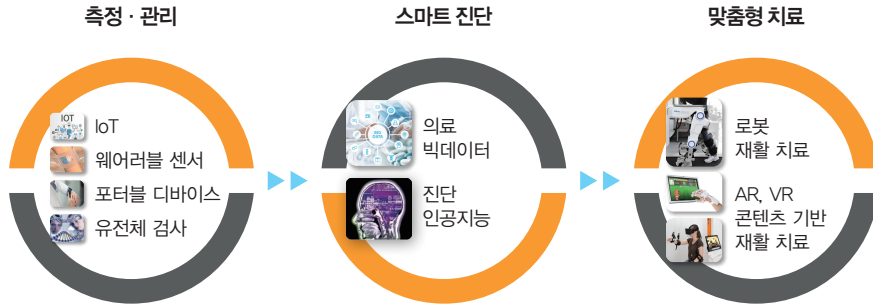 측정 · 관리
IOT
IoT
웨어러블 센서
포터블 디바이스
유전체 검사
스마트 진단
BIG
DATA
의료
빅데이터
진단
인공지능
맞춤형 치료
로봇
재활 치료
AR, VR
콘텐츠 기반
재활 치료